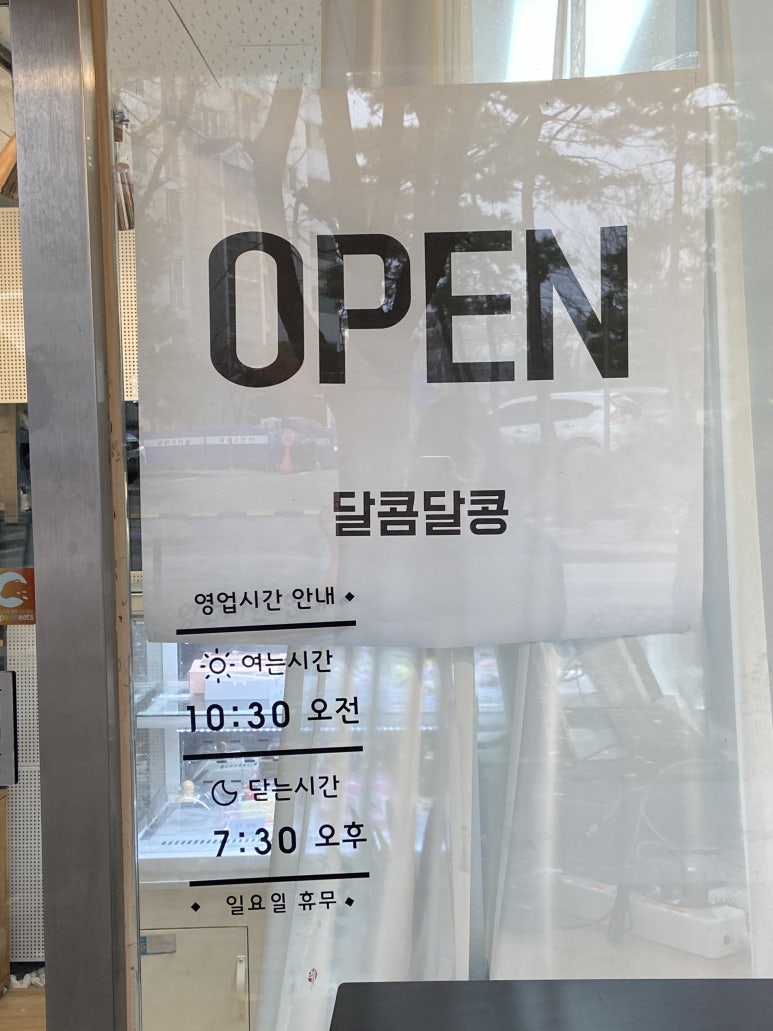 OPEN
달콤달콩
영업시간 안내
여는시간
10:30 오전
닫는시간
7:30 오후
일요일 휴무
eats